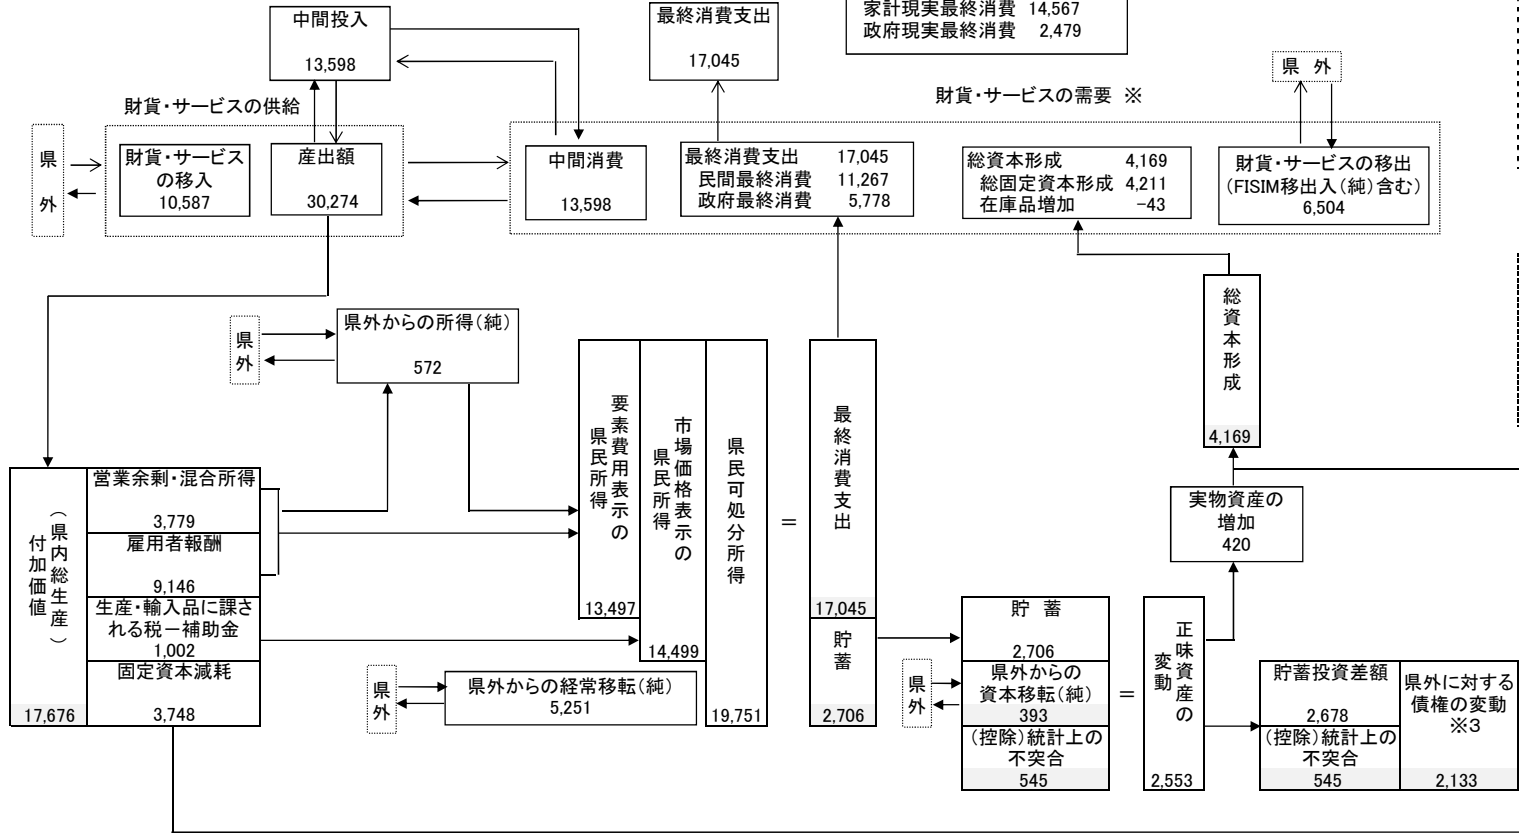 中間投入
13,598
最終消費支出
17,045
家計現実最終消費 14,567
政府現実最終消費 2,479
県 外
財貨・サービスの供給
財貨・サービスの需要 ※
県
外
財貨・サービス
の移入
10,587
産出額
30,274
中間消費
13,598
最終消費支出 17,045
民間最終消費 11,267
政府最終消費 5,778
総資本形成 4,169
総固定資本形成 4,211
在庫品増加 -43
財貨・サービスの移出
(FISIM移出入(純)含む)
6,504
県
外
県外からの所得(純)
572
総資本形成
4,169
要素費用表示の
県民所得
13,497
市場価格表示の
県民所得
14,499
県民可処分所得
19,751
=
最終消費支出
17,045
貯蓄
2,706
実物資産の
増加
420
(県内総生産)
付加価値
17,676
営業余剰・混合所得
3,779
雇用者報酬
9,146
生産・輸入品に課さ
れる税-補助金
1,002
固定資本減耗
3,748
県
外
県外からの経常移転(純)
5,251
県
外
貯 蓄
2,706
県外からの
資本移転(純)
393
(控除)統計上の
不突合
545
=
正味資産の
変動
2,553
貯蓄投資差額
2,678
(控除)統計上の
不突合
545
県外に対する
債権の変動
※3
2,133